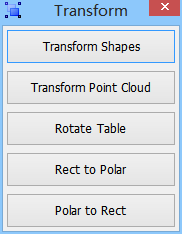 Transform
Transform Shapes
Transform Point Cloud
Rotate Table
Rect to Polar
Polar to Rect